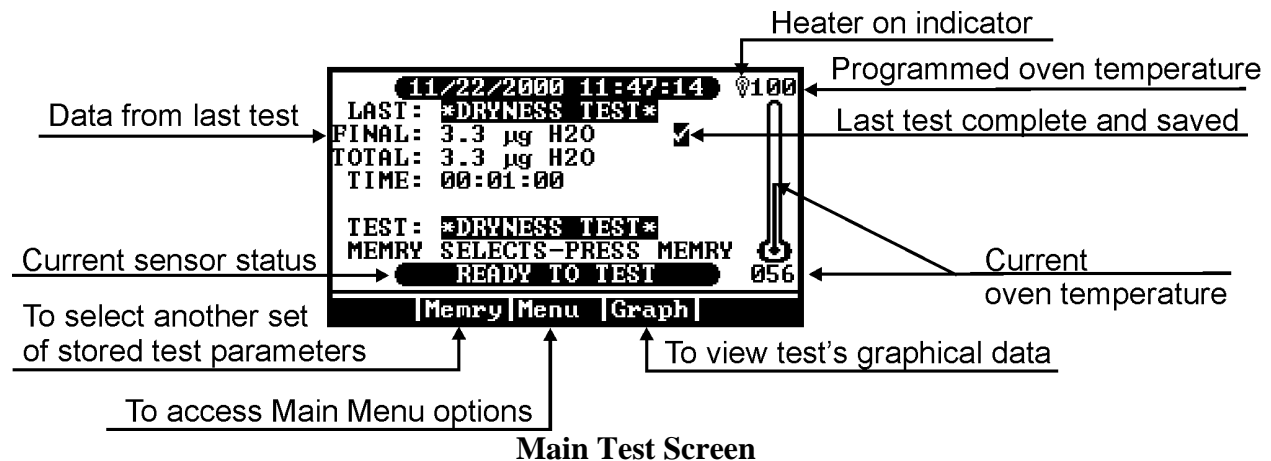 Heater on indicator
Programmed oven temperature
11/22/2000 11:47:14 100
Data from last test
LAST: *DRYNESS TEST*
Last test complete and saved
FINAL: 3.3 µg H2O
TOTAL: 3.3 µg H2O
TIME: 00:01:00
TEST: *DRYNESS TEST*
MEMRY SELECTS-PRESS MEMRY
Current sensor status
READY TO TEST 056
Current
oven temperature
|Memry|Menu |Graph|
To select another set
of stored test parameters
To view test's graphical data
To access Main Menu options
Main Test Screen